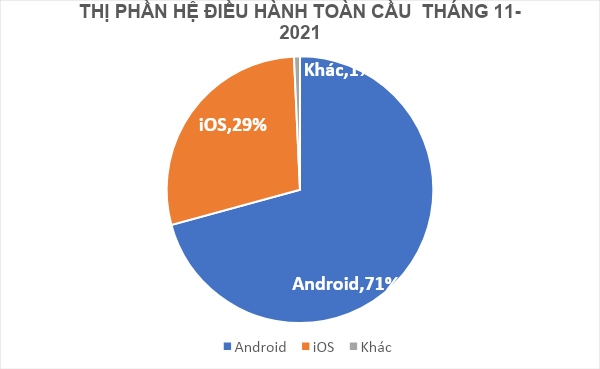 THỊ PHẦN HỆ ĐIỀU HÀNH TOÀN CẦU THÁNG 11-
2021
Khác,1%
iOS,29%
Android,71%
Android iOS Khác